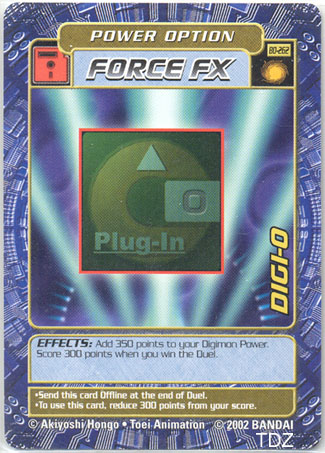 POWER OPTION
BO-262
FORCE FX
O
Plug-In
DIGI-O
EFFECTS: Add 350 points to your Digimon Power.
Score 300 points when you win the Duel.
•Send this card Offline at the end of Duel.
•To use this card, reduce 300 points from your score.
© Akiyoshi Hongo • Toei Animation © 2002 BANDAI
TDZ